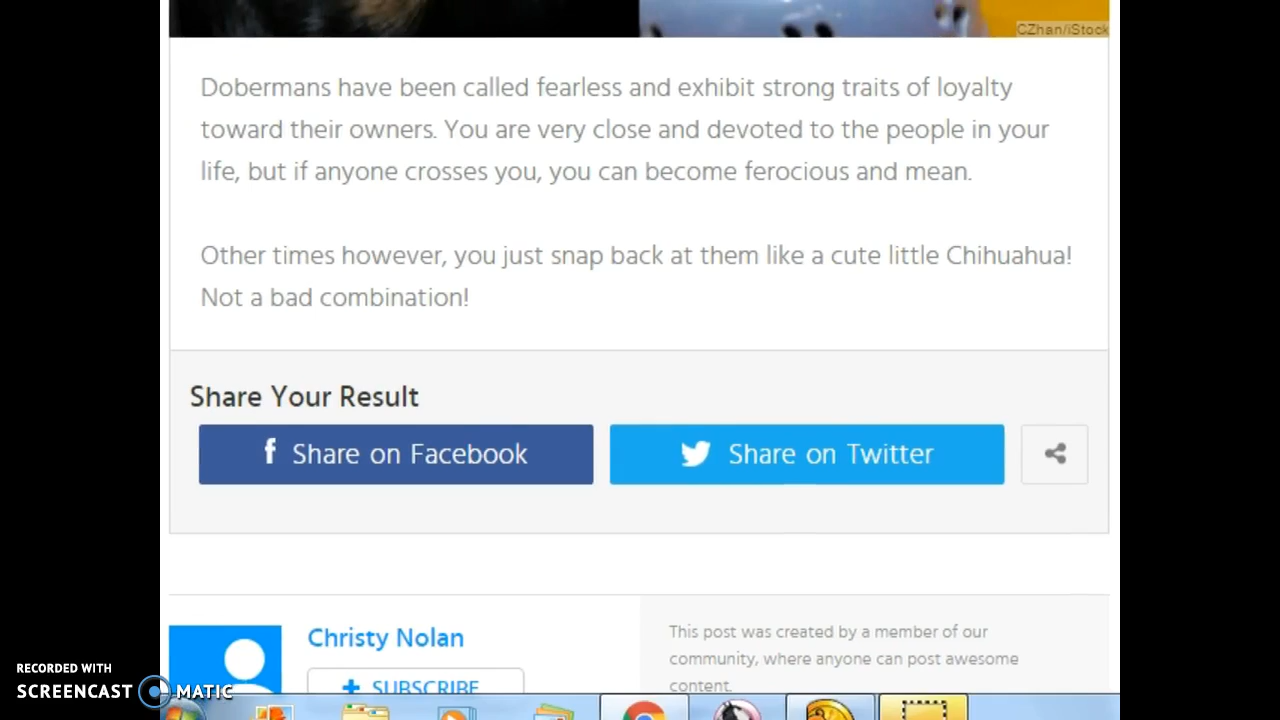 CZhan/iStock
Dobermans have been called fearless and exhibit strong traits of loyalty
toward their owners. You are very close and devoted to the people in your
life, but if anyone crosses you, you can become ferocious and mean.
Other times however, you just snap back at them like a cute little Chihuahua!
Not a bad combination!
Share Your Result
f Share on Facebook
Share on Twitter
Christy Nolan
+ SUBSCRIBE
This post was created by a member of our
community, where anyone can post awesome
content.
RECORDED WITH
SCREENCAST MATIC